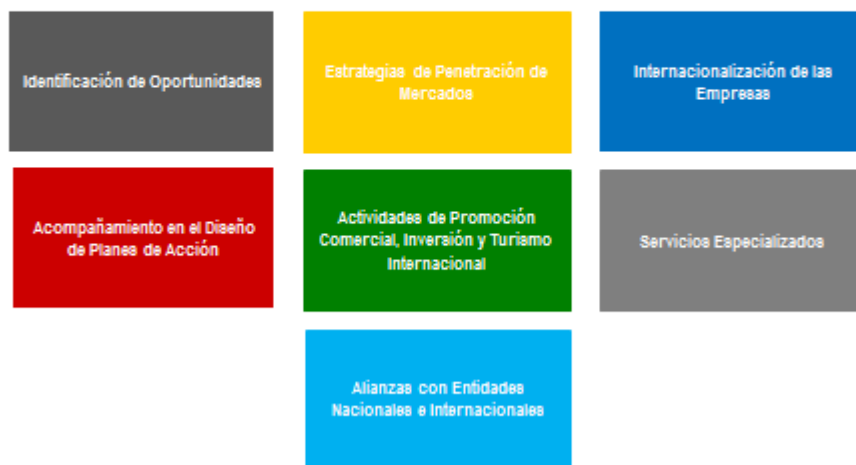 Identificación de Oportunidades
Estrategias de Penetración de
Mercados
Internacionalización de las
Empresas
Acompañamiento en el Diseño
de Planes de Acción
Actividades de Promoción
Comercial, Inversión y Turismo
Internacional
Servicios Especializados
Alianzas con Entidades
Nacionales e Internacionales